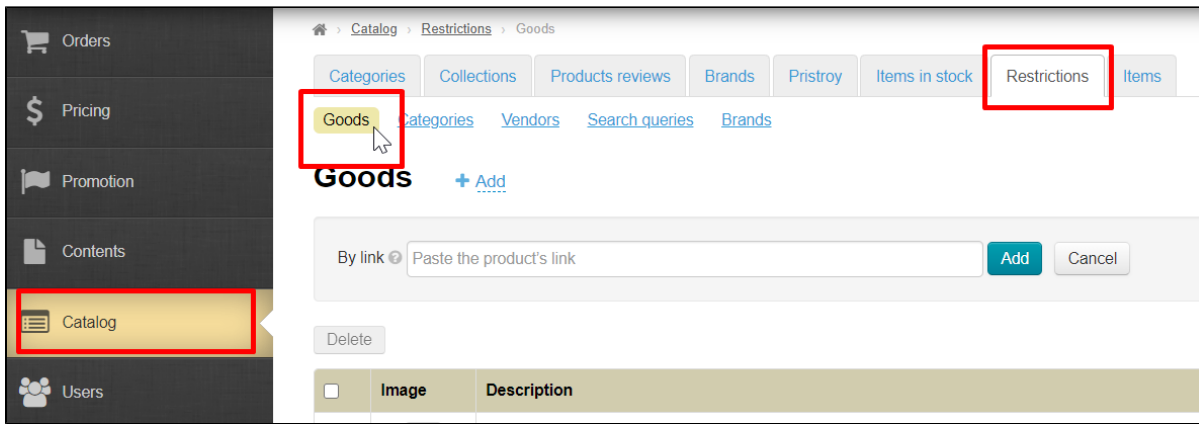 Orders
Pricing
Promotion
Contents
Catalog
Users
Catalog › Restrictions › Goods
Categories Collections Products reviews Brands Pristroy Items in stock Restrictions Items
Goods Categories Vendors Search queries Brands
Goods + Add
By link ? Paste the product's link Add Cancel
Delete
Image Description